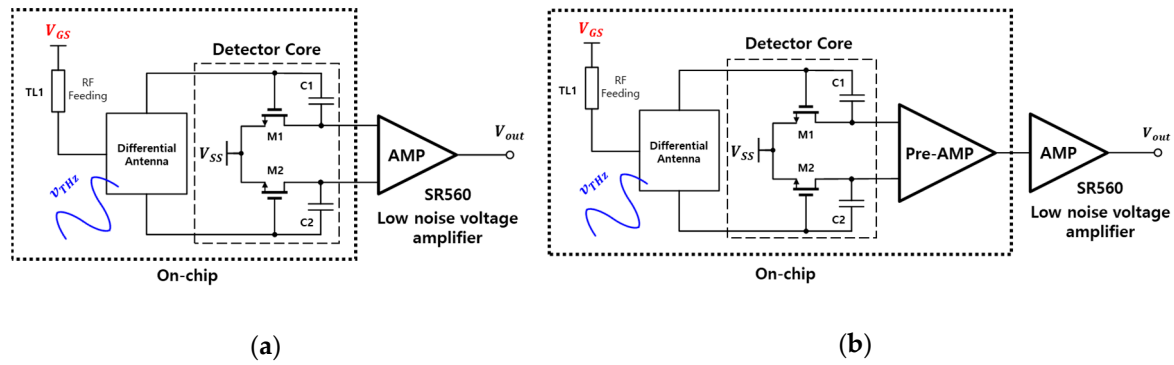 V_GS
TL1
RF
Feeding
Differential
Antenna
v_THz
Detector Core
C1
M1
V_SS
M2
C2
AMP
V_out
SR560
Low noise voltage
amplifier
On-chip
(a)
V_GS
TL1
RF
Feeding
Differential
Antenna
v_THz
Detector Core
C1
M1
V_SS
M2
C2
Pre-AMP
AMP
V_out
SR560
Low noise voltage
amplifier
On-chip
(b)